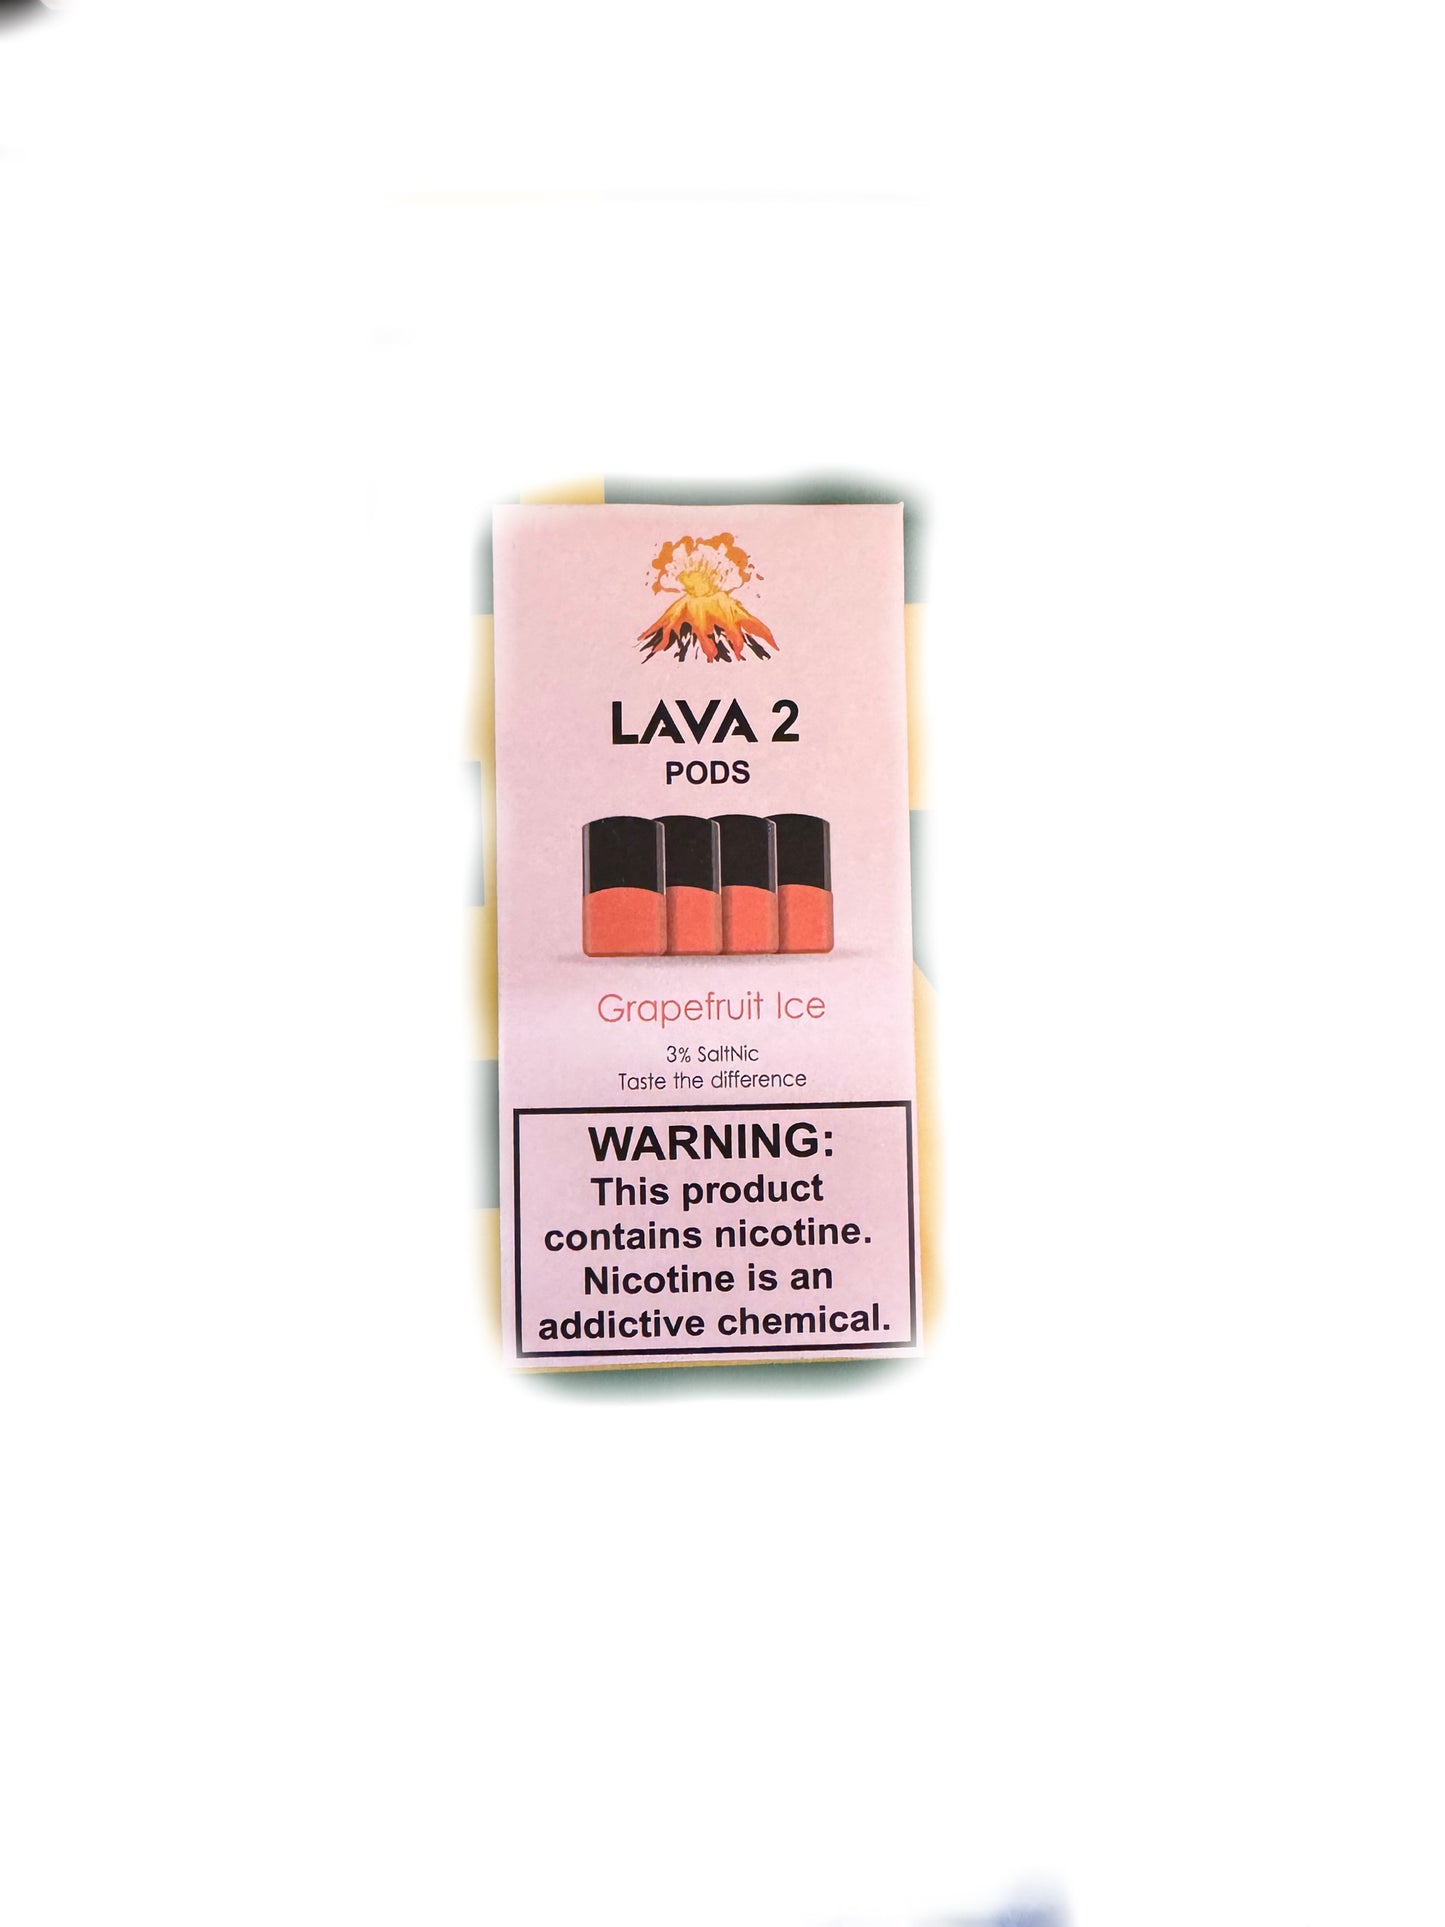 LAVA 2
PODS
Grapefruit Ice
3% SaltNic
Taste the difference
WARNING:
This product
contains nicotine.
Nicotine is an
addictive chemical.